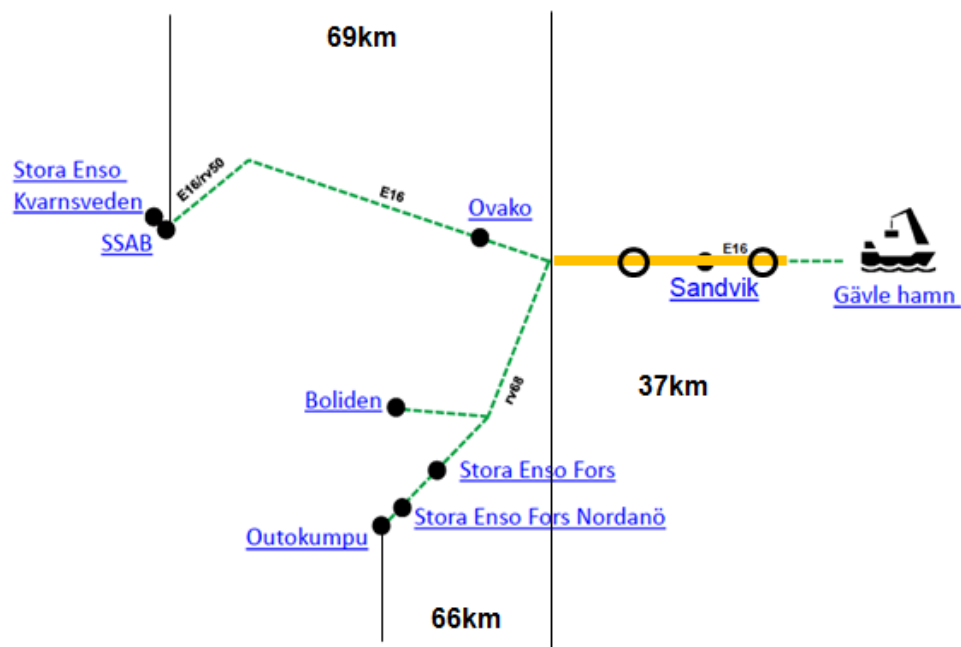 69km
Stora Enso
Kvarnsveden
SSAB
E16/rv50
E16
Ovako
E16
Sandvik
Gävle hamn
37km
rv68
Boliden
Stora Enso Fors
Stora Enso Fors Nordanö
Outokumpu
66km